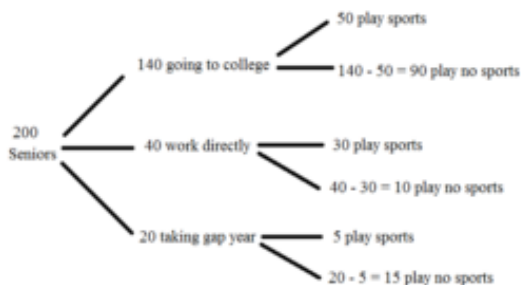 50 play sports
140 going to college
140 - 50 = 90 play no sports
200
Seniors
40 work directly
30 play sports
40 - 30 = 10 play no sports
20 taking gap year
5 play sports
20 - 5 = 15 play no sports